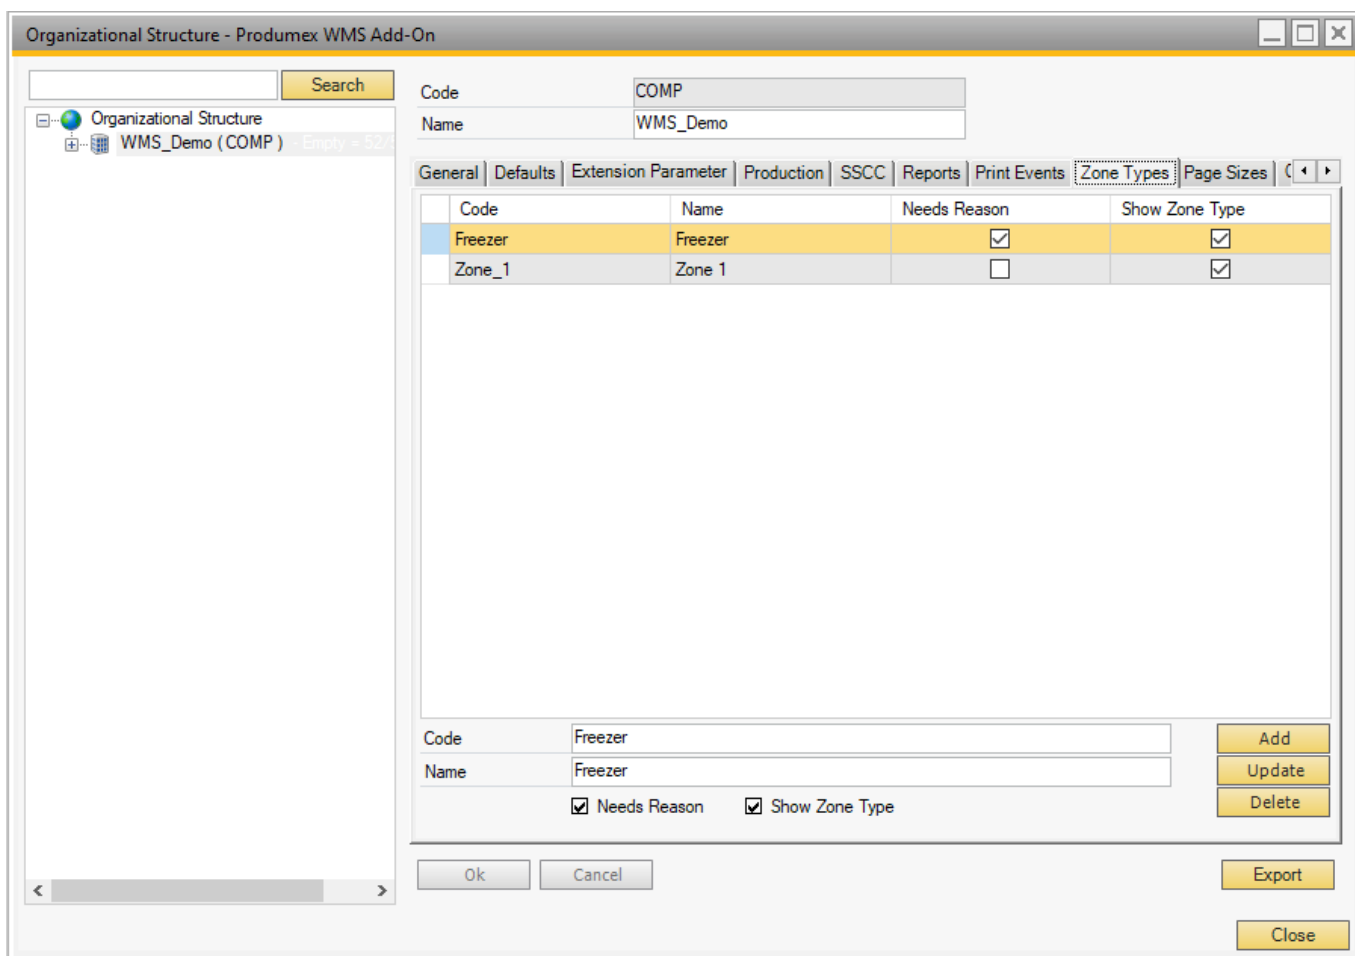 Organizational Structure - Produmex WMS Add-On
Search
Organizational Structure
WMS_Demo ( COMP ) - Empty = 52/
Code COMP
Name WMS_Demo
General Defaults Extension Parameter Production SSCC Reports Print Events Zone Types Page Sizes
Code Name Needs Reason Show Zone Type
Freezer Freezer
Zone_1 Zone 1
Code Freezer Add
Name Freezer Update
Needs Reason Show Zone Type Delete
Ok Cancel Export
Close